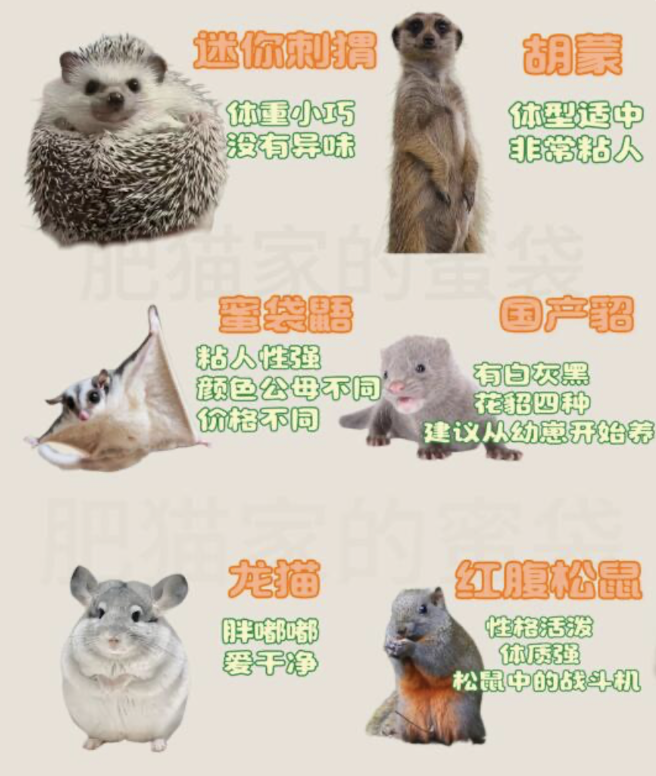 迷你刺猬
体重小巧
没有异味
胡蒙
体型适中
非常粘人
肥猫家的蜜袋
蜜袋鼯
粘人性强
颜色公母不同
价格不同
国产貂
有白灰黑
花貂四种
建议从幼崽开始养
肥猫家的蜜袋
龙猫
胖嘟嘟
爱干净
红腹松鼠
性格活泼
体质强
松鼠中的战斗机